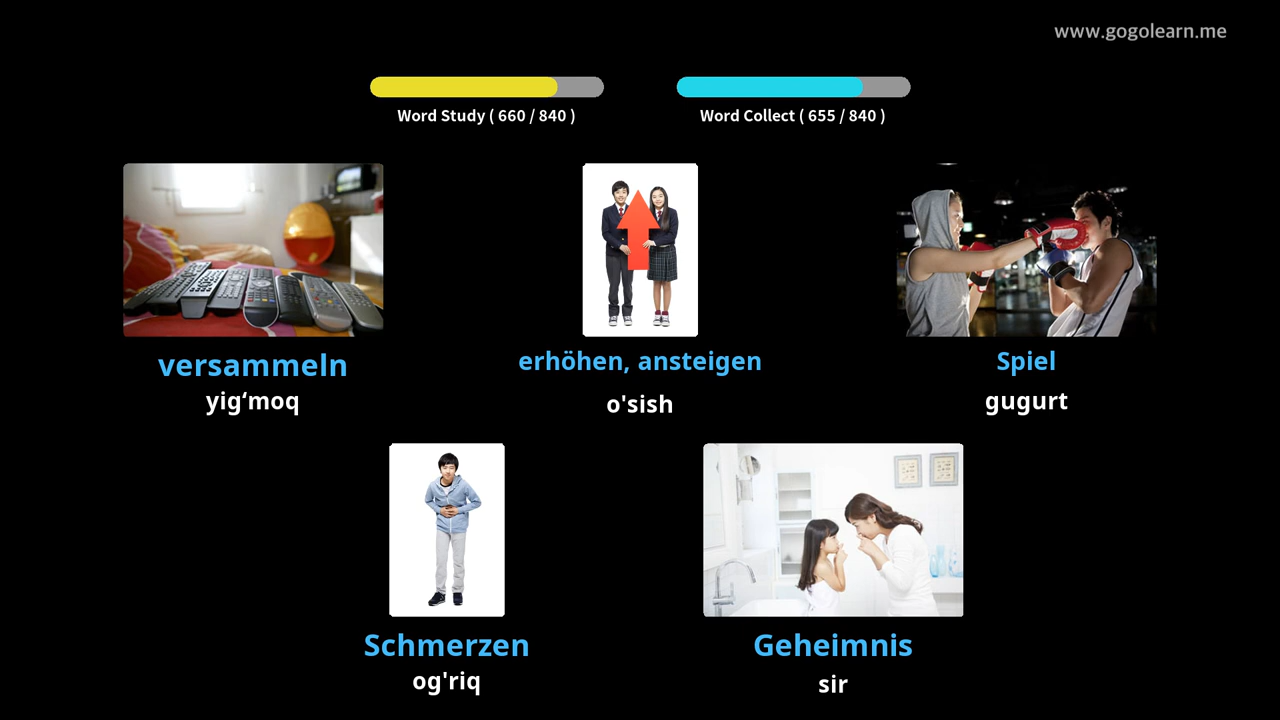 www.gogolearn.me
Word Study ( 660 / 840 )
Word Collect ( 655 / 840 )
versammeln
yig‘moq
erhöhen, ansteigen
o'sish
Spiel
gugurt
Schmerzen
og'riq
Geheimnis
sir